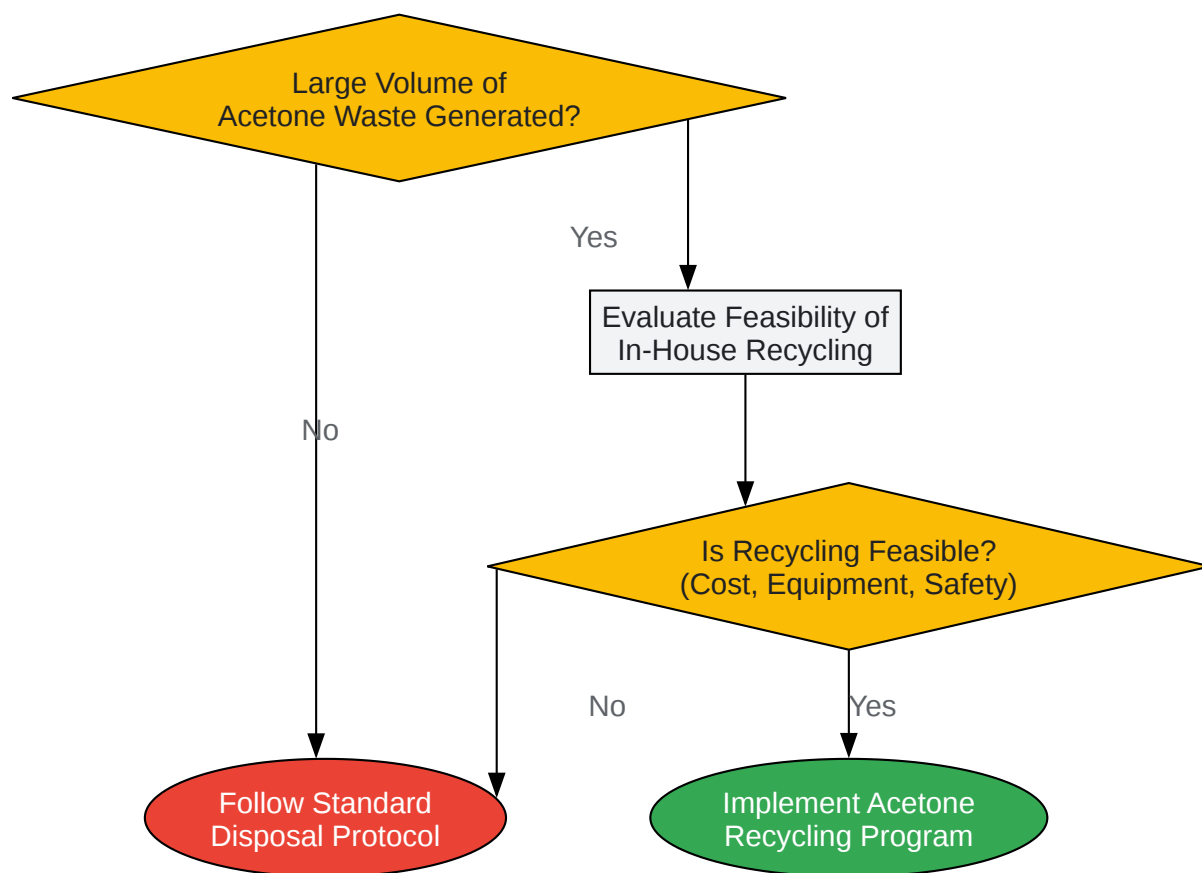 Large Volume of
Acetone Waste Generated?
Yes
Evaluate Feasibility of
In-House Recycling
No
Is Recycling Feasible?
(Cost, Equipment, Safety)
No
Yes
Follow Standard
Disposal Protocol
Implement Acetone
Recycling Program